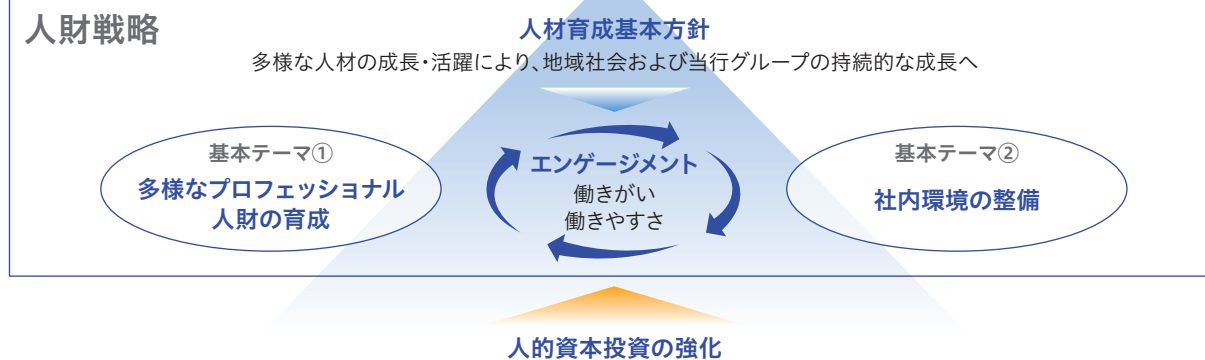 人財戦略
人材育成基本方針
多様な人材の成長・活躍により、地域社会および当行グループの持続的な成長へ
基本テーマ①
多様なプロフェッショナル
人財の育成
エンゲージメント
働きがい
働きやすさ
基本テーマ②
社内環境の整備
人的資本投資の強化